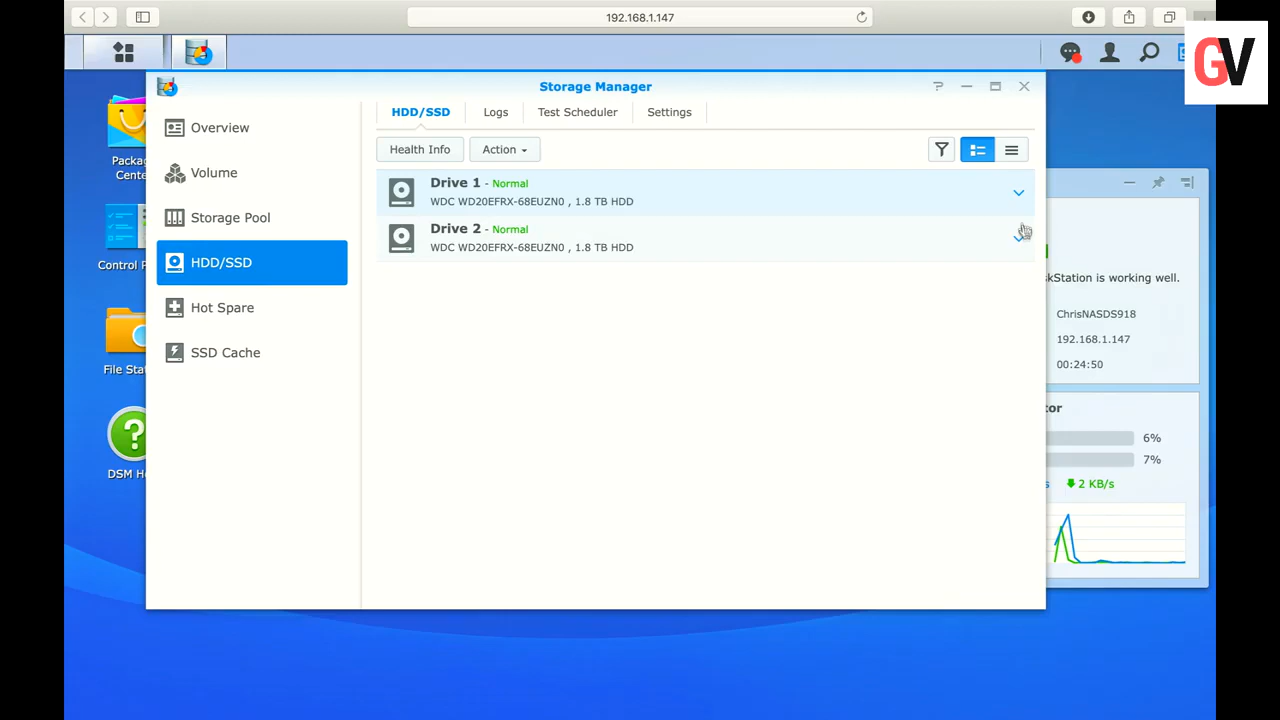 192.168.1.147
GV
Storage Manager
Overview
Volume
Storage Pool
HDD/SSD
Hot Spare
SSD Cache
HDD/SSD
Logs
Test Scheduler
Settings
Health Info
Action
Drive 1 - Normal
WDC WD20EFRX-68EUZN0 , 1.8 TB HDD
Drive 2 - Normal
WDC WD20EFRX-68EUZN0 , 1.8 TB HDD
Packa
Cente
Control P
File Stat
DSM He
?
kStation is working well.
ChrisNASDS918
192.168.1.147
00:24:50
tor
6%
7%
s
2 KB/s